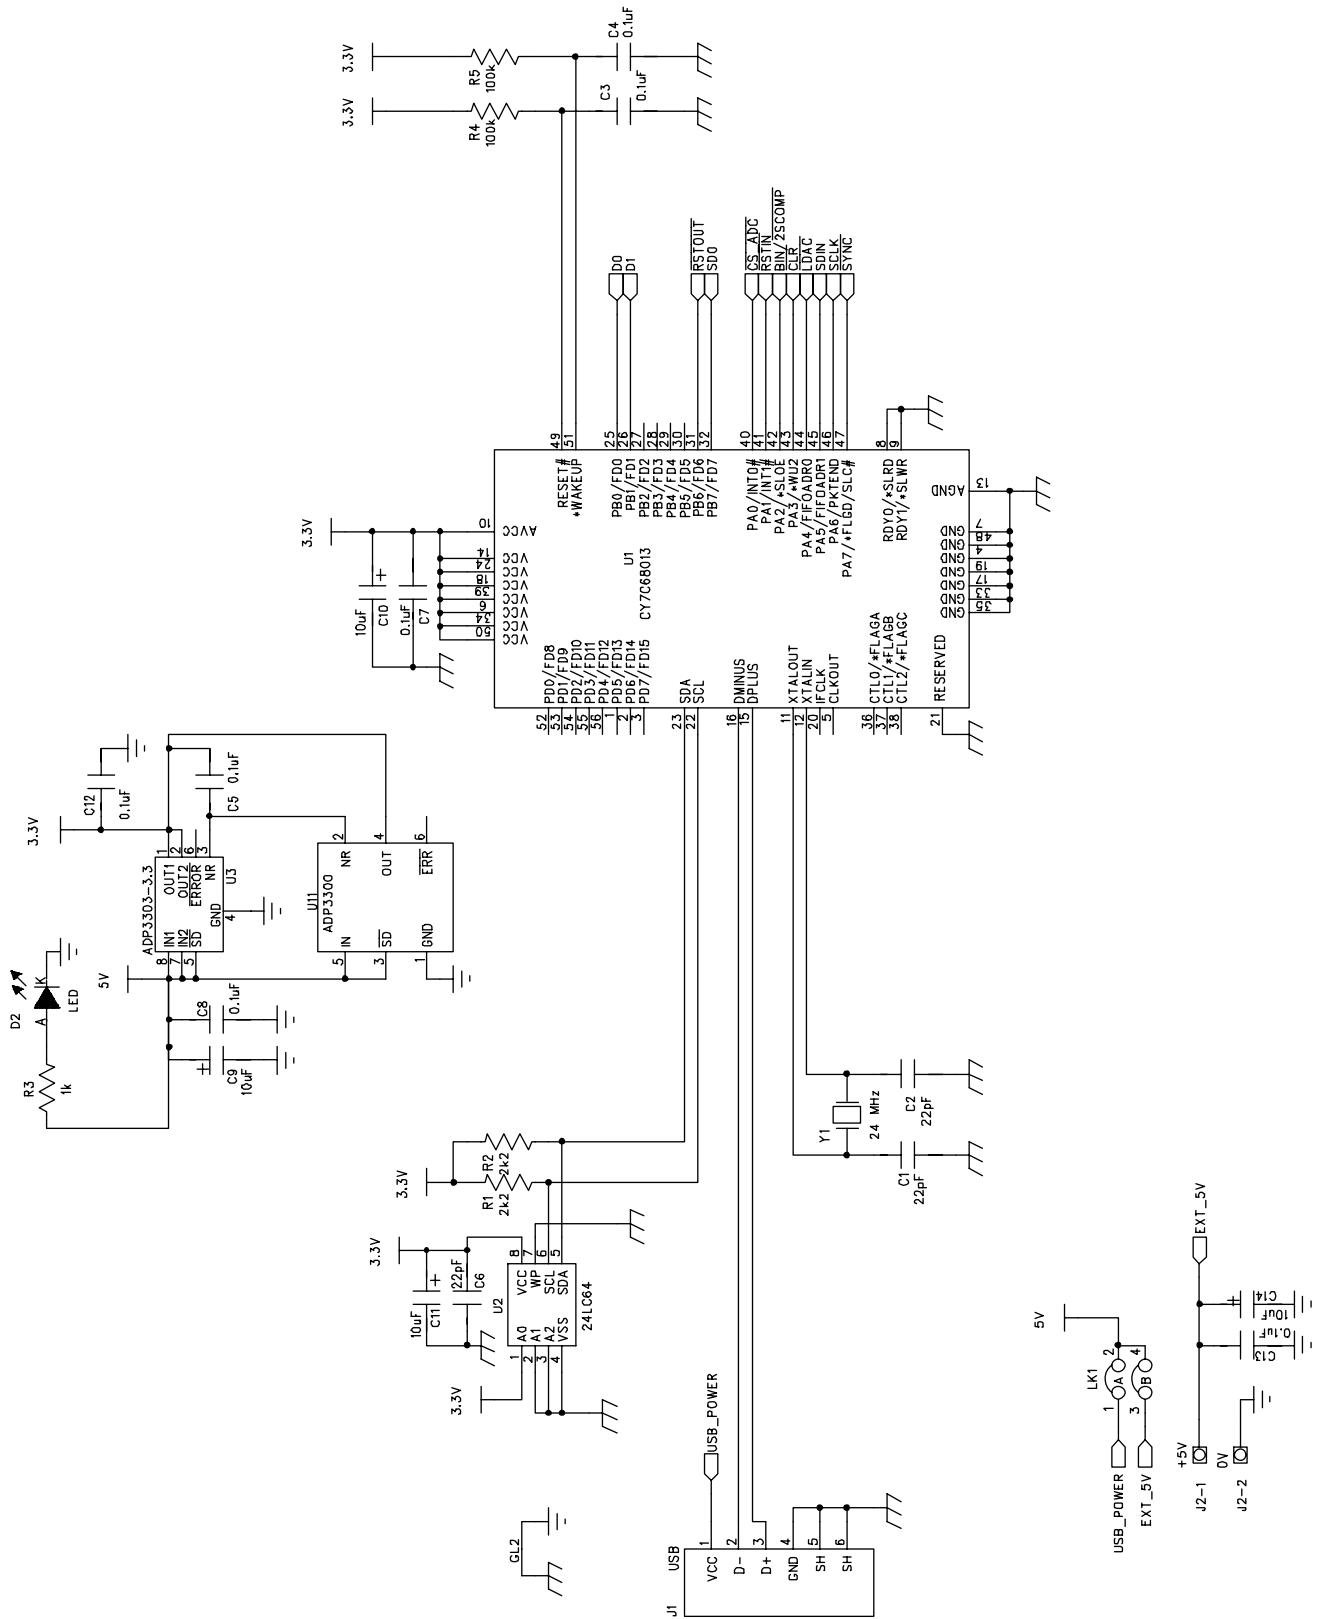 3.3V
R5
100k
C4
0.1uF
3.3V
R4
100k
C3
0.1uF
D0
D1
RSTOUT
SDO
CS_ADC
RSTIN
BIN/2SCOMP
CLR
LDAC
SDIN
SCLK
SYNC
3.3V
10uF
C10
+
0.1uF
C7
49
51
25
26
27
28
29
30
31
32
40
41
42
43
44
45
46
47
8
9
RESET#
*WAKEUP
PB0/FD0
PB1/FD1
PB2/FD2
PB3/FD3
PB4/FD4
PB5/FD5
PB6/FD6
PB7/FD7
PA0/INT0#
PA1/INT1#
PA2/*SLOE
PA3/*WU2
PA4/FIFOADR0
PA5/FIFOADR1
PA6/PKTEND
PA7/*FLGD/SLC#
RDY0/*SLRD
RDY1/*SLWR
10 AVCC
14 VCC
24 VCC
18 VCC
39 VCC
6 VCC
34 VCC
50 VCC
U1
CY7C68013
AGND 13
GND 7
GND 48
GND 4
GND 19
GND 17
GND 33
GND 35
PD0/FD8
PD1/FD9
PD2/FD10
PD3/FD11
PD4/FD12
PD5/FD13
PD6/FD14
PD7/FD15
SDA
SCL
DMINUS
DPLUS
XTALOUT
XTALIN
IFCLK
CLKOUT
CTL0/*FLAGA
CTL1/*FLAGB
CTL2/*FLAGC
RESERVED
52
53
54
55
56
1
2
3
23
22
16
15
11
12
20
5
36
37
38
21
3.3V
C12
0.1uF
C5
0.1uF
ADP3303-3.3
U3
1 OUT1
2 OUT2
6 ERROR
3 NR
GND 4
IN1 8
IN2 7
SD 5
U11
ADP3300
2 NR
4 OUT
6 ERR
IN 5
SD 3
GND 1
5V
D2
LED
A
K
R3
1k
C8
0.1uF
+
C9
10uF
3.3V
R2
2k2
R1
2k2
3.3V
10uF
C11
+
22pF
C6
U2
24LC64
8 VCC
7 WP
6 SCL
5 SDA
A0 1
A1 2
A2 3
VSS 4
3.3V
Y1
24 MHz
C2
22pF
C1
22pF
USB_POWER
GL2
USB
J1
1 VCC
2 D-
3 D+
4 GND
5 SH
6 SH
5V
LK1
2
4
A
B
1
3
USB_POWER
EXT_5V
EXT_5V
+
C14
10uF
0.1uF
C13
+5V
0V
J2-1
J2-2